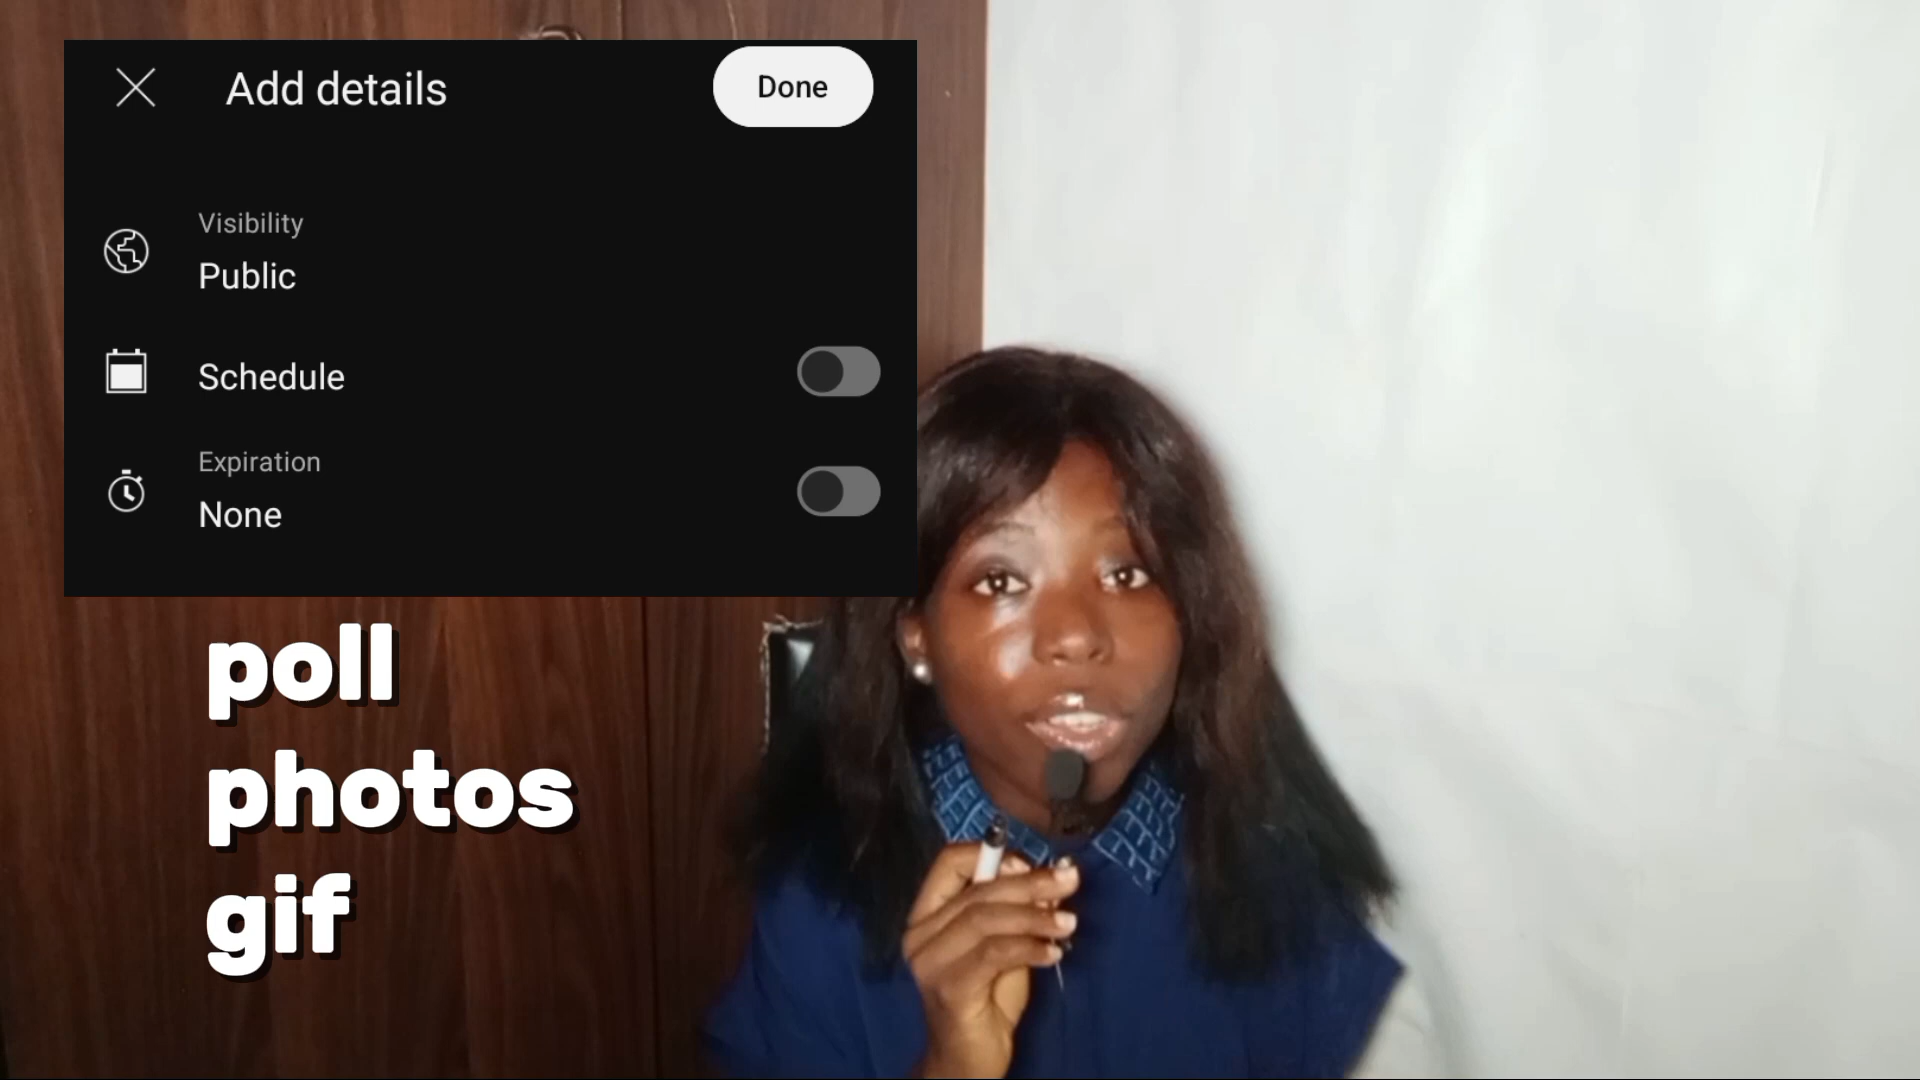 Add details
Done
Visibility
Public
Schedule
Expiration
None
poll
photos
gif